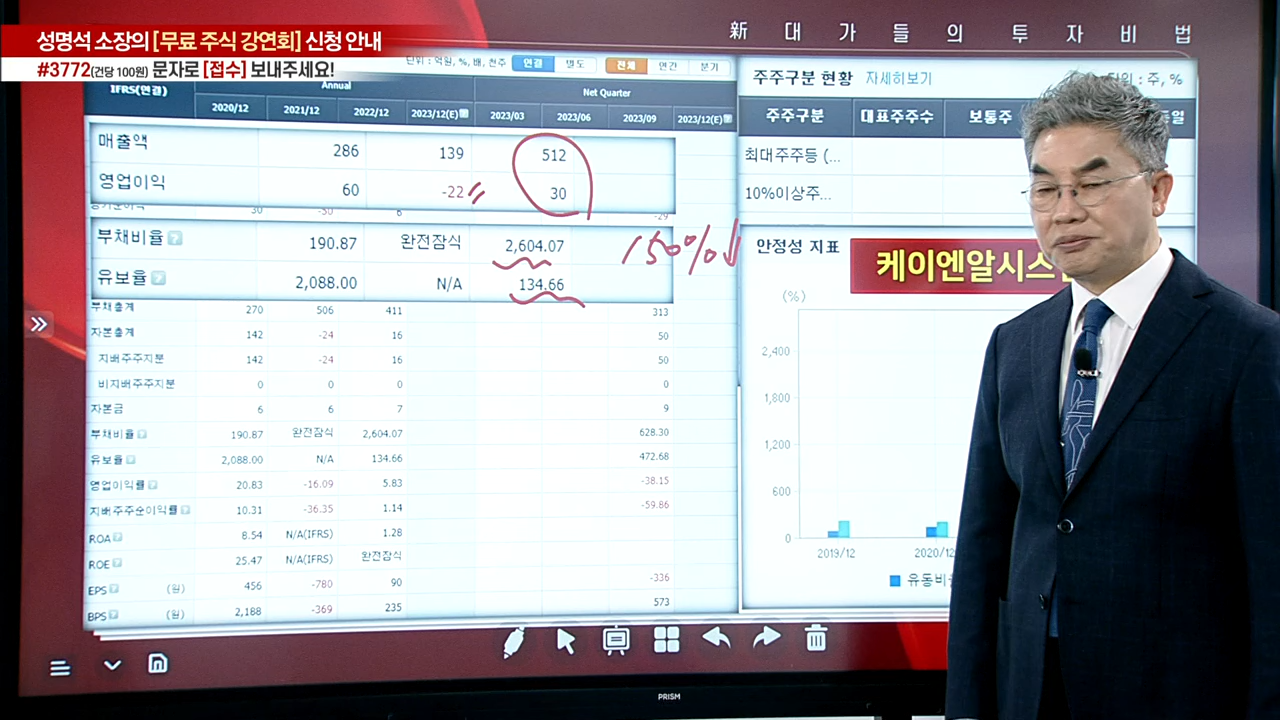 성명석 소장의 [무료 주식 강연회] 신청 안내
#3772(건당 100원) 문자로 [접수] 보내주세요!
新 대 가 들 의 투 자 비 법
단위 : 억원, %, 배, 천주 연결 별도 전체 연간 분기
IFRS(연결) Annual Net Quarter
2020/12 2021/12 2022/12 2023/12(E) 2023/03 2023/06 2023/09 2023/12(E)
매출액 286 139 512
영업이익 60 -22 30
당기순이익 30 -50 6 -29
부채비율 190.87 완전잠식 2,604.07
150%↓
유보율 2,088.00 N/A 134.66
부채총계 270 506 411 313
자본총계 142 -24 16 50
지배주주지분 142 -24 16 50
비지배주주지분 0 0 0 0
자본금 6 6 7 9
부채비율 190.87 완전잠식 2,604.07 628.30
유보율 2,088.00 N/A 134.66 472.68
영업이익률 20.83 -16.09 5.83 -38.15
지배주주순이익률 10.31 -36.35 1.14 -59.86
ROA 8.54 N/A(IFRS) 1.28
ROE 25.47 N/A(IFRS) 완전잠식
EPS (원) 456 -780 90 -336
BPS (원) 2,188 -369 235 573
주주구분 현황 자세히보기 단위 : 주, %
주주구분 대표주주수 보통주
최대주주등 (...
10%이상주...
안정성 지표
케이엔알시스
(%)
2,400
1,800
1,200
600
0
2019/12 2020/12
유동비율
PRISM